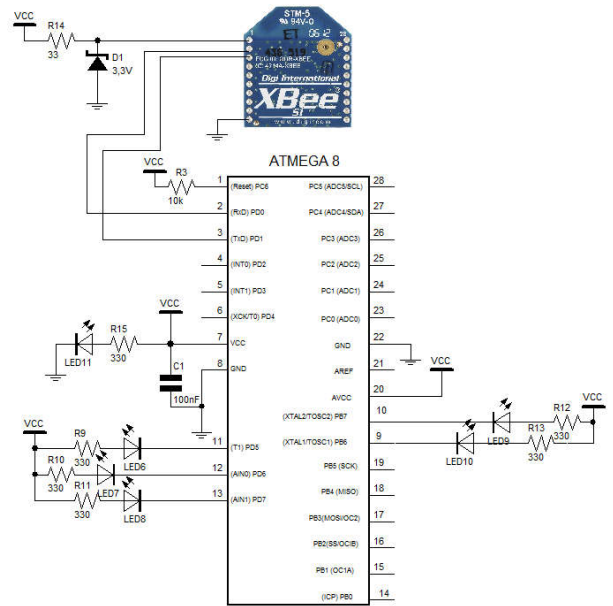 VCC
R14
33
D1
3,3V
STM-5
94V-0
ET 0612
Digi International
XBee
S1
www.digi.com
ATMEGA 8
VCC
R3
10k
1 (Reset) PC6
2 (RxD) PD0
3 (TxD) PD1
4 (INT0) PD2
5 (INT1) PD3
6 (XCK/T0) PD4
7 VCC
8 GND
11 (T1) PD5
12 (AIN0) PD6
13 (AIN1) PD7
PC5 (ADC5/SCL) 28
PC4 (ADC4/SDA) 27
PC3 (ADC3) 26
PC2 (ADC2) 25
PC1 (ADC1) 24
PC0 (ADC0) 23
GND 22
AREF 21
AVCC 20
(XTAL2/TOSC2) PB7 10
(XTAL1/TOSC1) PB6 9
PB5 (SCK) 19
PB4 (MISO) 18
PB3(MOSI/OC2) 17
PB2(SS/OCIB) 16
PB1 (OC1A) 15
(ICP) PB0 14
VCC
R15
330
LED11
C1
100nF
VCC
R9
330
LED6
R10
330
LED7
R11
330
LED8
VCC
VCC
R12
330
LED9
R13
330
LED10